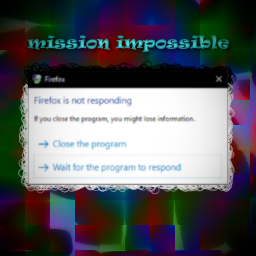 mission impossible
Firefox
Firefox is not responding
If you close the program, you might lose information.
Close the program
Wait for the program to respond